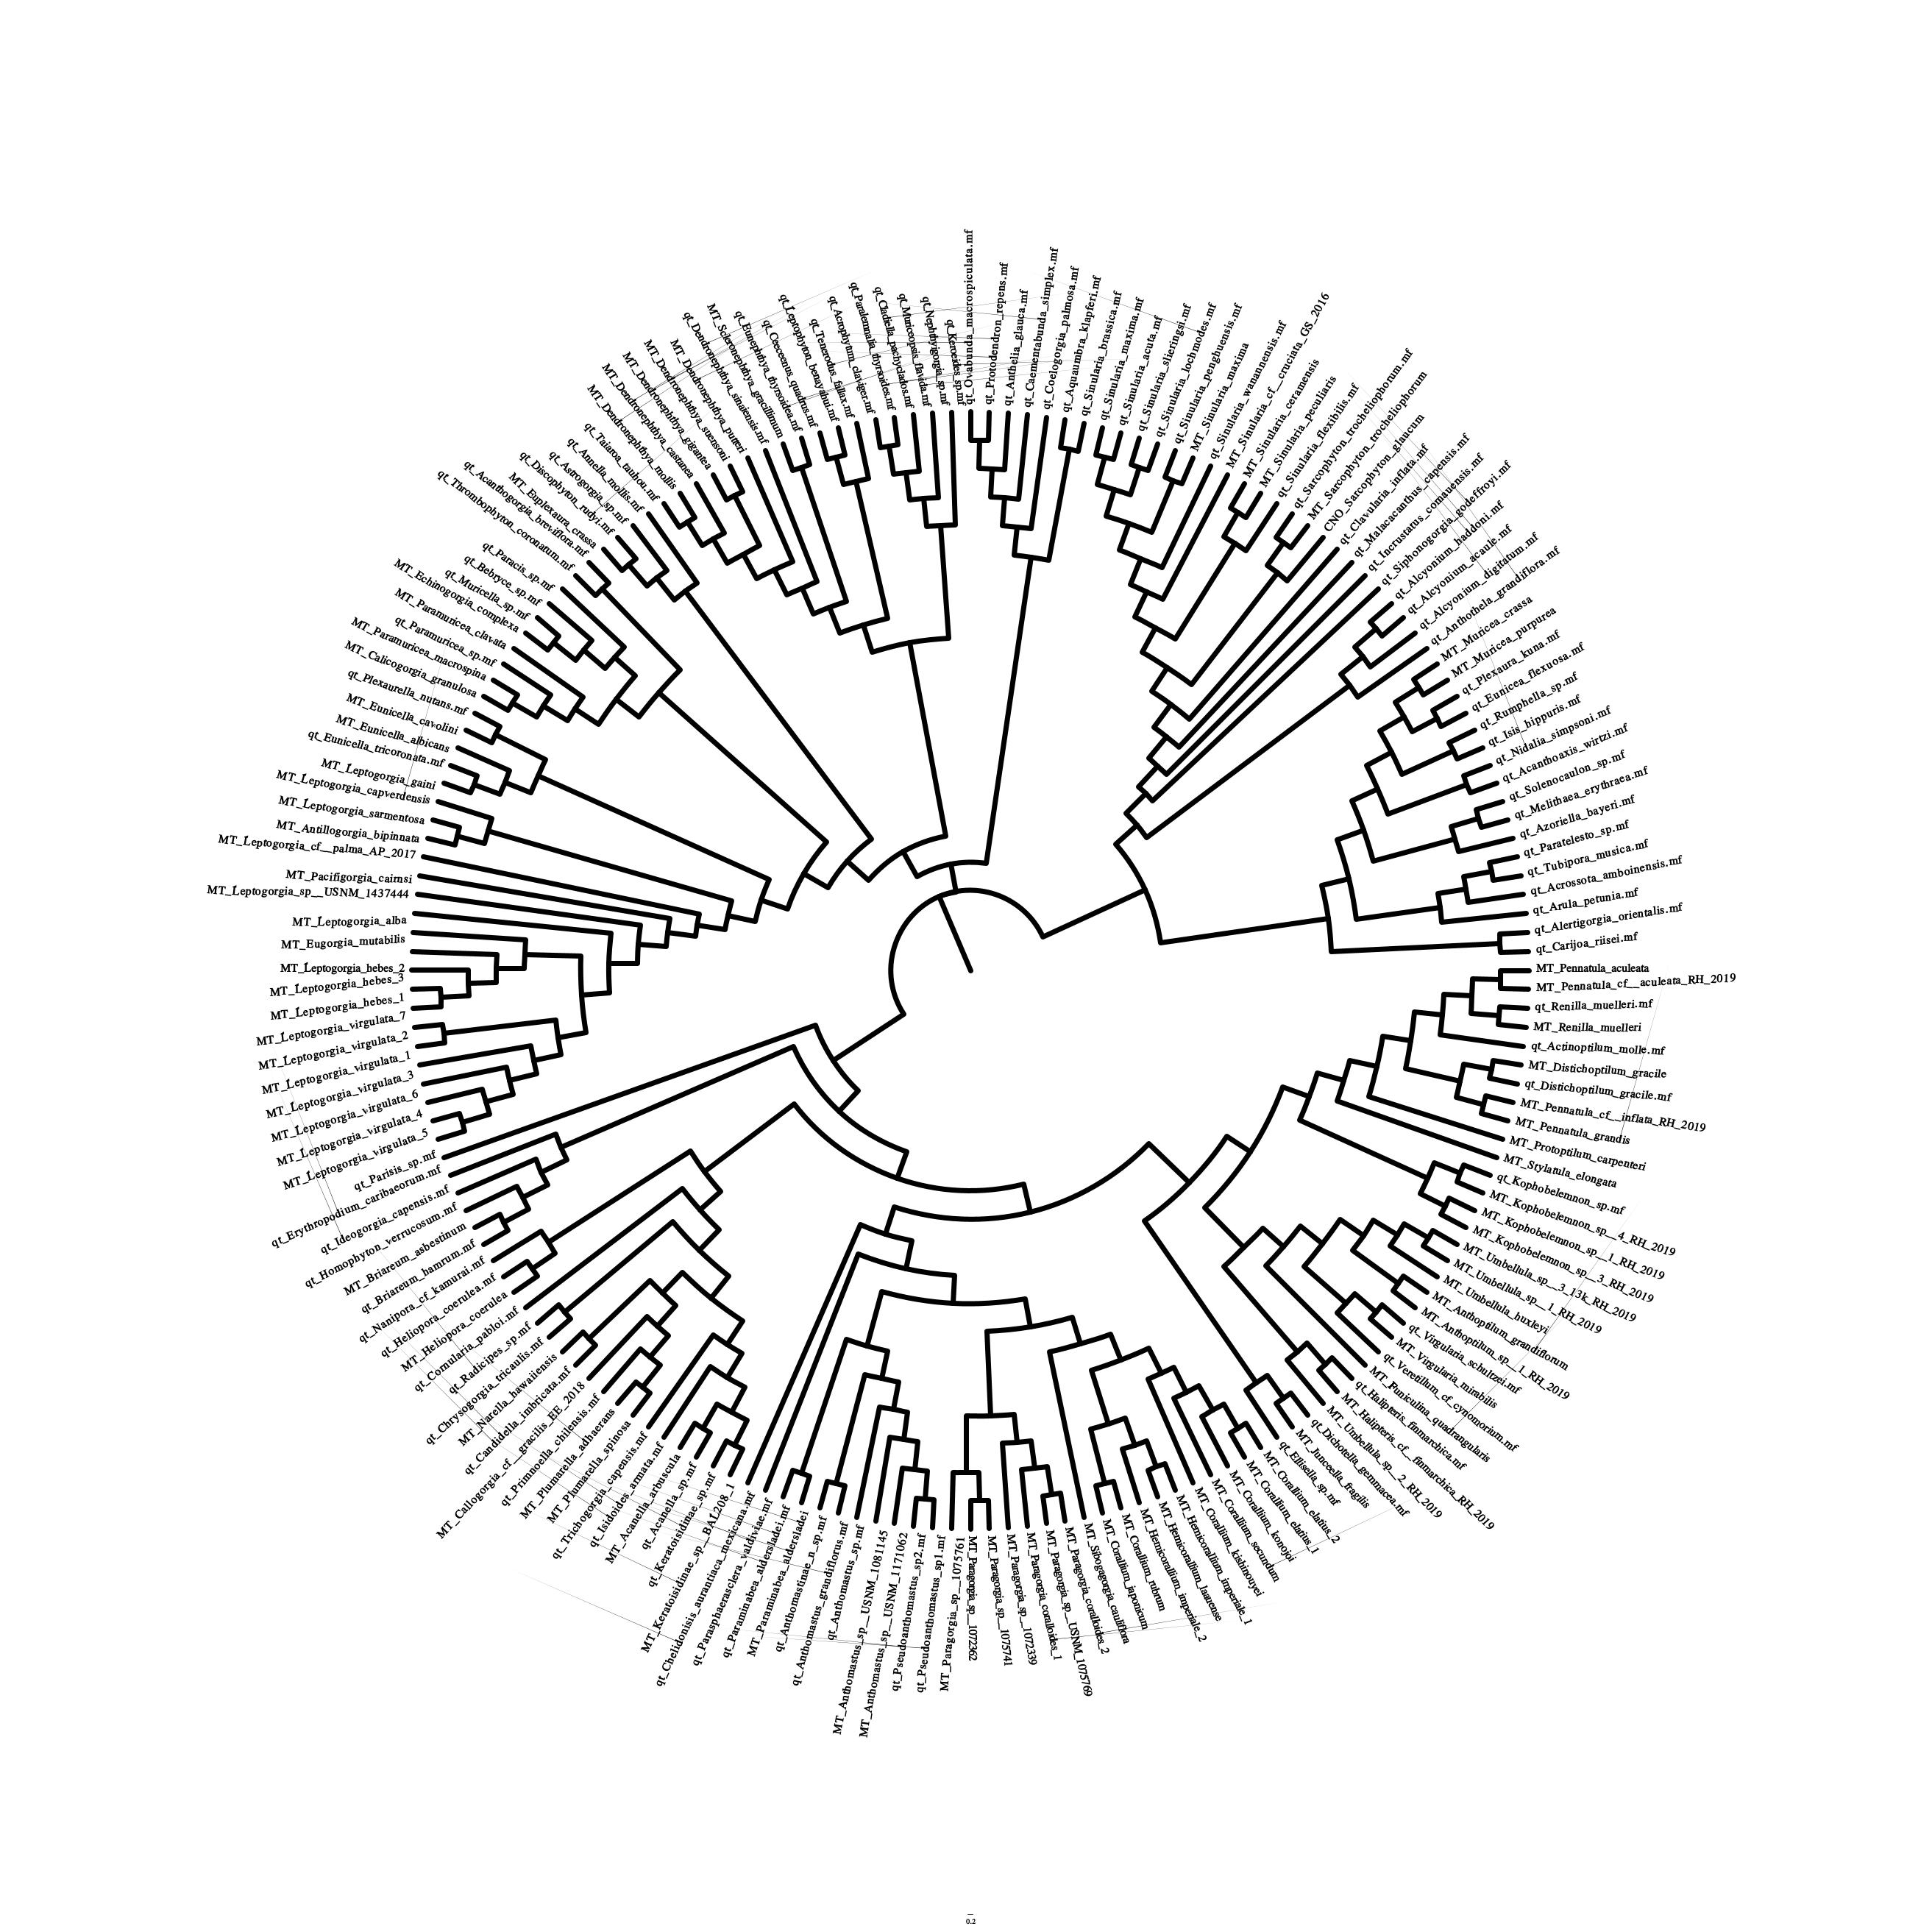 qt_Ovabunda_macrospiculata.mf
qt_Protodendron_repens.mf
qt_Anthelia_glauca.mf
qt_Caementabunda_simplex.mf
qt_Coelogorgia_palmosa.mf
qt_Aquaumbra_klapferi.mf
qt_Sinularia_brassica.mf
qt_Sinularia_maxima.mf
qt_Sinularia_acuta.mf
qt_Sinularia_slieringsi.mf
qt_Sinularia_lochmodes.mf
qt_Sinularia_penghuensis.mf
MT_Sinularia_maxima
qt_Sinularia_wanannensis.mf
MT_Sinularia_cf__cruciata_GS_2016
MT_Sinularia_ceramensis
MT_Sinularia_peculiaris
qt_Sinularia_flexibilis.mf
qt_Sarcophyton_trocheliophorum.mf
MT_Sarcophyton_trocheliophorum
CNO_Sarcophyton_glaucum
qt_Clavularia_inflata.mf
qt_Malacacanthus_capensis.mf
qt_Incrustatus_comauensis.mf
qt_Siphonogorgia_godeffroyi.mf
qt_Alcyonium_haddoni.mf
qt_Alcyonium_acaule.mf
qt_Alcyonium_digitatum.mf
qt_Anthothela_grandiflora.mf
MT_Muricea_crassa
MT_Muricea_purpurea
qt_Plexaura_kuna.mf
qt_Eunicea_flexuosa.mf
qt_Rumphella_sp.mf
qt_Isis_hippuris.mf
qt_Nidalia_simpsoni.mf
qt_Acanthoaxis_wirtzi.mf
qt_Solenocaulon_sp.mf
qt_Melithaea_erythraea.mf
qt_Azoriella_bayeri.mf
qt_Paratelesto_sp.mf
qt_Tubipora_musica.mf
qt_Acrossota_amboinensis.mf
qt_Arula_petunia.mf
qt_Alertigorgia_orientalis.mf
qt_Carijoa_riisei.mf
MT_Pennatula_aculeata
MT_Pennatula_cf__aculeata_RH_2019
qt_Renilla_muelleri.mf
MT_Renilla_muelleri
qt_Actinoptilum_molle.mf
MT_Distichoptilum_gracile
qt_Distichoptilum_gracile.mf
MT_Pennatula_cf__inflata_RH_2019
MT_Pennatula_grandis
MT_Protoptilum_carpenteri
MT_Stylatula_elongata
qt_Kophobelemnon_sp.mf
MT_Kophobelemnon_sp__4_RH_2019
MT_Kophobelemnon_sp__1_RH_2019
MT_Kophobelemnon_sp__3_RH_2019
MT_Umbellula_sp__3_13k_RH_2019
MT_Umbellula_sp__1_RH_2019
MT_Umbellula_huxleyi
MT_Anthoptilum_grandiflorum
MT_Anthoptilum_sp__1_RH_2019
qt_Virgularia_schultzei.mf
MT_Virgularia_mirabilis
qt_Veretillum_cf_cynomorium.mf
MT_Funiculina_quadrangularis
qt_Halipteris_finmarchica.mf
MT_Halipteris_cf__finmarchica_RH_2019
MT_Umbellula_sp__2_RH_2019
qt_Dichotella_gemmacea.mf
MT_Junceella_fragilis
qt_Ellisella_sp.mf
MT_Corallium_elatius_2
MT_Corallium_elatius_1
MT_Corallium_konojoi
MT_Corallium_secundum
MT_Corallium_kishinouyei
MT_Hemicorallium_imperiale_1
MT_Hemicorallium_laauense
MT_Hemicorallium_imperiale_2
MT_Corallium_rubrum
MT_Corallium_japonicum
MT_Sibogagorgia_cauliflora
MT_Paragorgia_coralloides_2
MT_Paragorgia_sp__USNM_1075769
MT_Paragorgia_coralloides_1
MT_Paragorgia_sp__1072339
MT_Paragorgia_sp__1075741
MT_Paragorgia_sp__1072362
MT_Paragorgia_sp__1075761
qt_Pseudoanthomastus_sp1.mf
qt_Pseudoanthomastus_sp2.mf
MT_Anthomastus_sp__USNM_1171062
MT_Anthomastus_sp__USNM_1081145
qt_Anthomastus_sp.mf
qt_Anthomastus_grandiflorus.mf
qt_Anthomastinae_n_sp.mf
MT_Paraminabea_aldersladei
qt_Paraminabea_aldersladei.mf
qt_Parasphaerasclera_valdiviae.mf
qt_Chelidonisis_aurantiaca_mexicana.mf
MT_Keratoisidinae_sp__BAL208_1
qt_Keratoisidinae_sp.mf
qt_Acanella_sp.mf
MT_Acanella_arbuscula
qt_Isidoides_armata.mf
qt_Trichogorgia_capensis.mf
MT_Plumarella_spinosa
MT_Plumarella_adhaerans
qt_Primnoella_chilensis.mf
MT_Callogorgia_cf__gracilis_EE_2018
qt_Candidella_imbricata.mf
MT_Narella_hawaiiensis
qt_Chrysogorgia_tricaulis.mf
qt_Radicipes_sp.mf
qt_Cornularia_pabloi.mf
MT_Heliopora_coerulea
qt_Heliopora_coerulea.mf
qt_Nanipora_cf_kamurai.mf
qt_Briareum_hamrum.mf
MT_Briareum_asbestinum
qt_Homophyton_verrucosum.mf
qt_Ideogorgia_capensis.mf
qt_Erythropodium_caribaeorum.mf
qt_Parisis_sp.mf
MT_Leptogorgia_virgulata_5
MT_Leptogorgia_virgulata_4
MT_Leptogorgia_virgulata_6
MT_Leptogorgia_virgulata_3
MT_Leptogorgia_virgulata_1
MT_Leptogorgia_virgulata_2
MT_Leptogorgia_virgulata_7
MT_Leptogorgia_hebes_1
MT_Leptogorgia_hebes_3
MT_Leptogorgia_hebes_2
MT_Eugorgia_mutabilis
MT_Leptogorgia_alba
MT_Leptogorgia_sp__USNM_1437444
MT_Pacifigorgia_cairnsi
MT_Leptogorgia_cf__palma_AP_2017
MT_Antillogorgia_bipinnata
MT_Leptogorgia_sarmentosa
MT_Leptogorgia_capverdensis
MT_Leptogorgia_gaini
qt_Eunicella_tricoronata.mf
MT_Eunicella_albicans
MT_Eunicella_cavolini
qt_Plexaurella_nutans.mf
MT_Calicogorgia_granulosa
MT_Paramuricea_macrospina
qt_Paramuricea_sp.mf
MT_Paramuricea_clavata
MT_Echinogorgia_complexa
qt_Muricella_sp.mf
qt_Bebryce_sp.mf
qt_Paracis_sp.mf
qt_Thrombophyton_coronatum.mf
qt_Acanthogorgia_breviflora.mf
MT_Euplexaura_crassa
qt_Discophyton_rudyi.mf
qt_Astrogorgia_sp.mf
qt_Annella_mollis.mf
qt_Taiaroa_tauhou.mf
MT_Dendronephthya_mollis
MT_Dendronephthya_castanea
MT_Dendronephthya_gigantea
MT_Dendronephthya_suensoni
MT_Dendronephthya_putteri
qt_Dendronephthya_sinaiensis.mf
MT_Scleronephthya_gracillimum
qt_Eunephthya_thyrsoidea.mf
qt_Ceeceenus_quadrus.mf
qt_Leptophyton_benayahui.mf
qt_Tenerodus_fallax.mf
qt_Acrophytum_claviger.mf
qt_Paralemnalia_thyrsoides.mf
qt_Cladiella_pachyclados.mf
qt_Muricopsis_flavida.mf
qt_Nephthyigorgia_sp.mf
qt_Keroeides_sp.mf
0.2